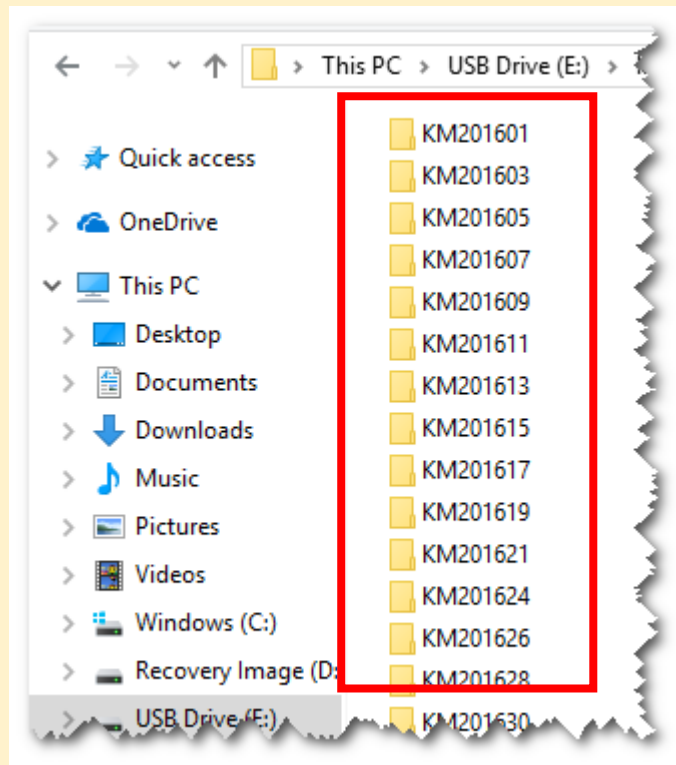 This PC > USB Drive (E:) >
Quick access
OneDrive
This PC
Desktop
Documents
Downloads
Music
Pictures
Videos
Windows (C:)
Recovery Image (D:
USB Drive (E:)
KM201601
KM201603
KM201605
KM201607
KM201609
KM201611
KM201613
KM201615
KM201617
KM201619
KM201621
KM201624
KM201626
KM201628
KM201630